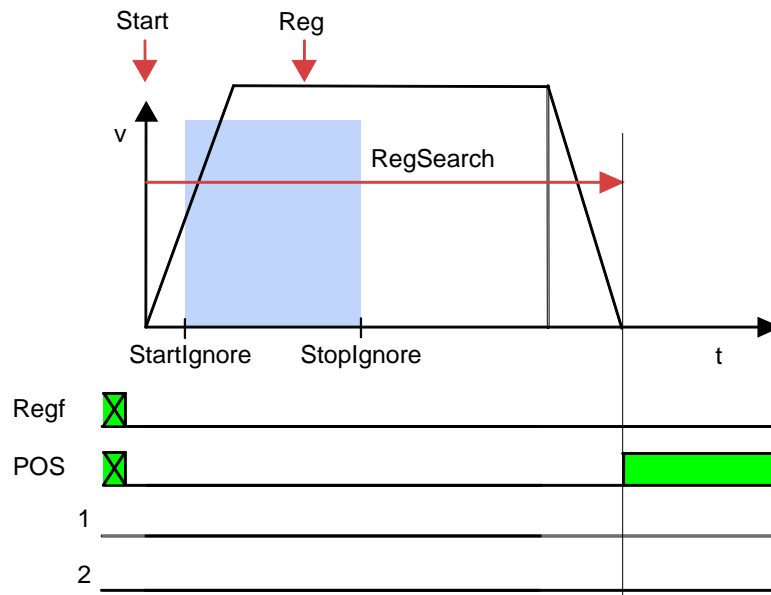 Start Reg
v
RegSearch
StartIgnore StopIgnore t
Regf
POS
1
2